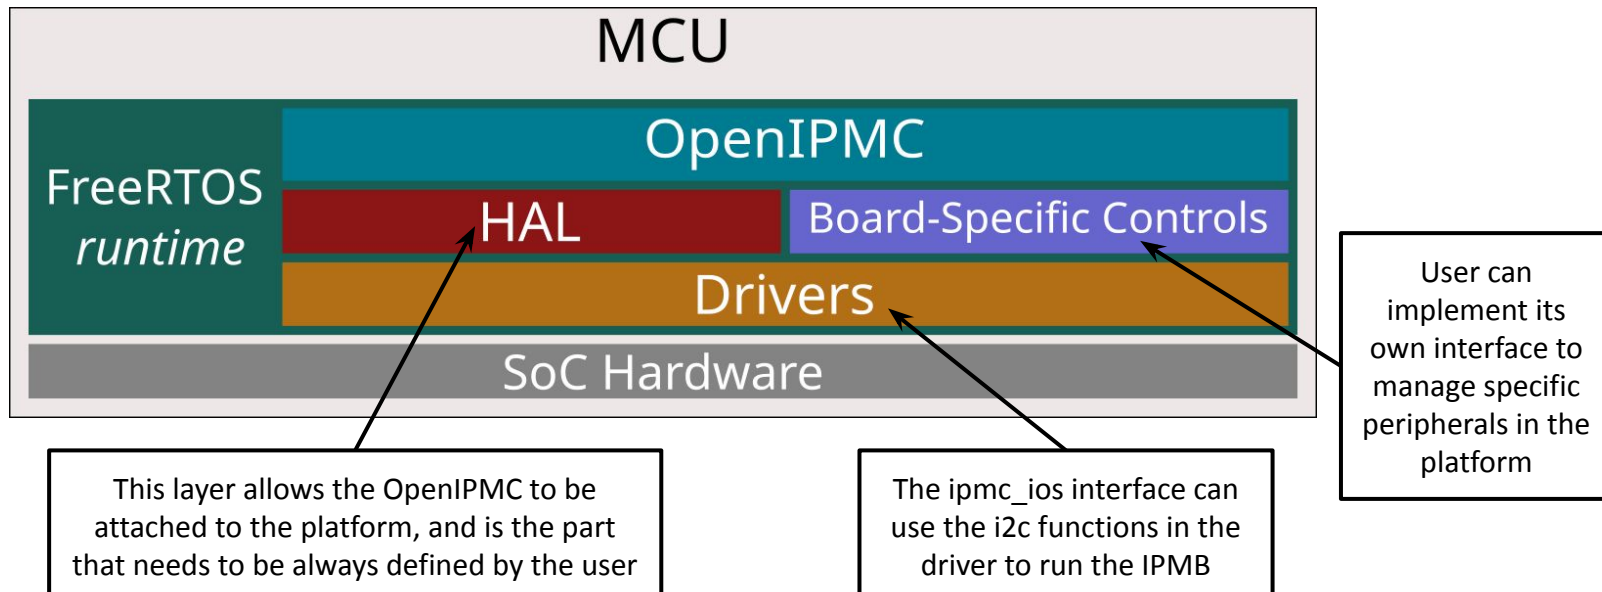 MCU
OpenIPMC
FreeRTOS
runtime
HAL
Board-Specific Controls
Drivers
SoC Hardware
User can
implement its
own interface to
manage specific
peripherals in the
platform
This layer allows the OpenIPMC to be
attached to the platform, and is the part
that needs to be always defined by the user
The ipmc_ios interface can
use the i2c functions in the
driver to run the IPMB